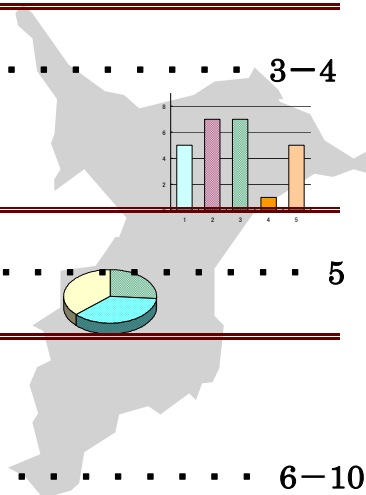 ■ ■ ■ ■ ■ ■ ■ ■ 3－4
8
6
4
2
1 2 3 4 5
■ ■ ■ ■ ■ ■ ■ ■ ■ ■ 5
■ ■ ■ ■ ■ ■ ■ ■ 6－10